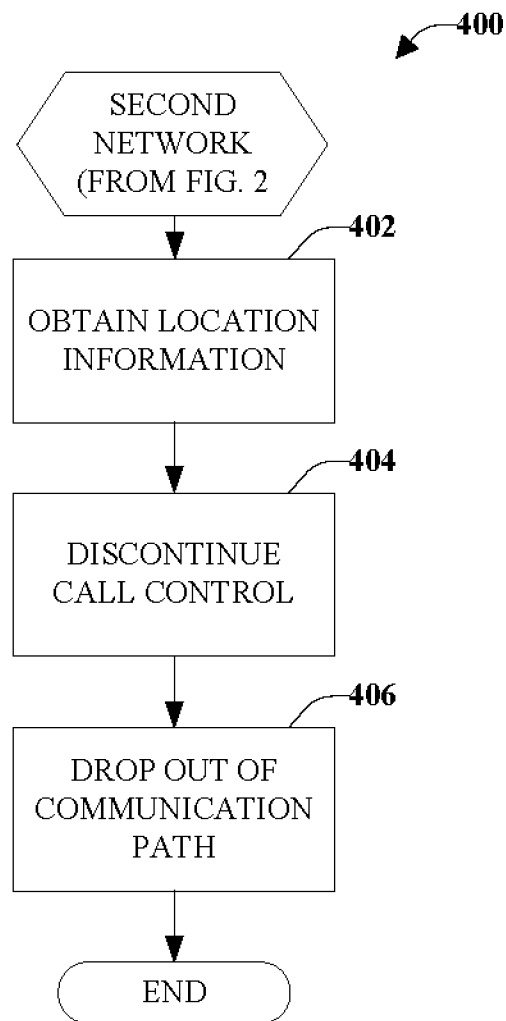 400
SECOND
NETWORK
(FROM FIG. 2
402
OBTAIN LOCATION
INFORMATION
404
DISCONTINUE
CALL CONTROL
406
DROP OUT OF
COMMUNICATION
PATH
END